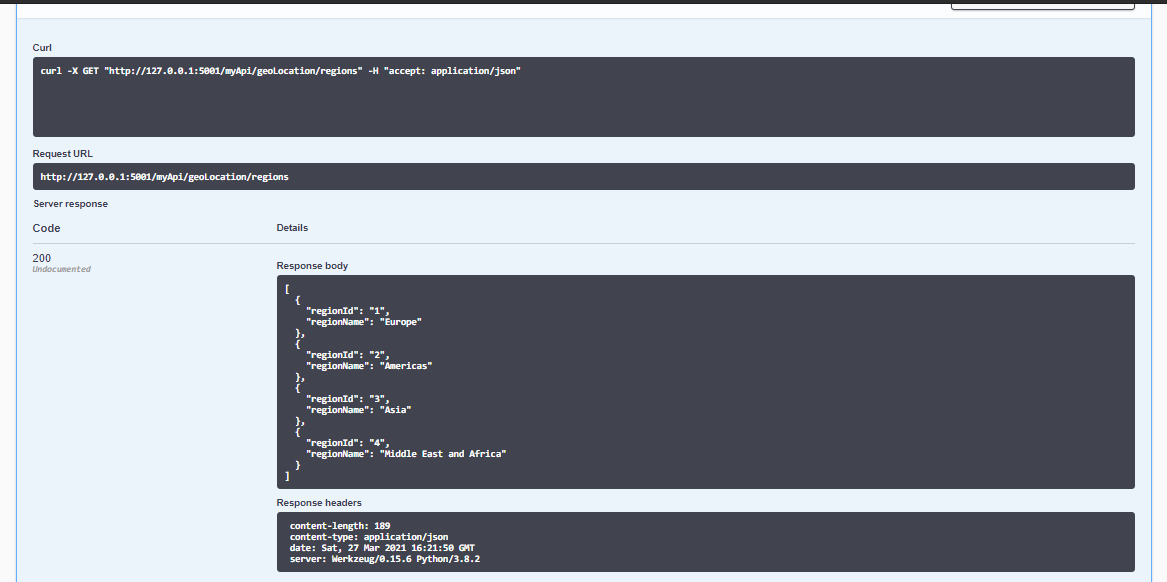 Curl
curl -X GET "http://127.0.0.1:5001/myApi/geoLocation/regions" -H "accept: application/json"
Request URL
http://127.0.0.1:5001/myApi/geoLocation/regions
Server response
Code Details
200
Undocumented
Response body
[
  {
    "regionId": "1",
    "regionName": "Europe"
  },
  {
    "regionId": "2",
    "regionName": "Americas"
  },
  {
    "regionId": "3",
    "regionName": "Asia"
  },
  {
    "regionId": "4",
    "regionName": "Middle East and Africa"
  }
]
Response headers
content-length: 189
content-type: application/json
date: Sat, 27 Mar 2021 16:21:50 GMT
server: Werkzeug/0.15.6 Python/3.8.2